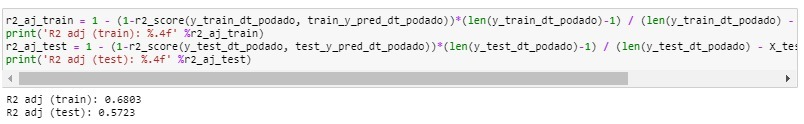 r2_aj_train = 1 - (1-r2_score(y_train_dt_podado, train_y_pred_dt_podado))*(len(y_train_dt_podado)-1) / (len(y_train_dt_podado) -
print('R2 adj (train): %.4f' %r2_aj_train)
r2_aj_test = 1 - (1-r2_score(y_test_dt_podado, test_y_pred_dt_podado))*(len(y_test_dt_podado)-1) / (len(y_test_dt_podado) - X_tes
print('R2 adj (test): %.4f' %r2_aj_test)
R2 adj (train): 0.6803
R2 adj (test): 0.5723